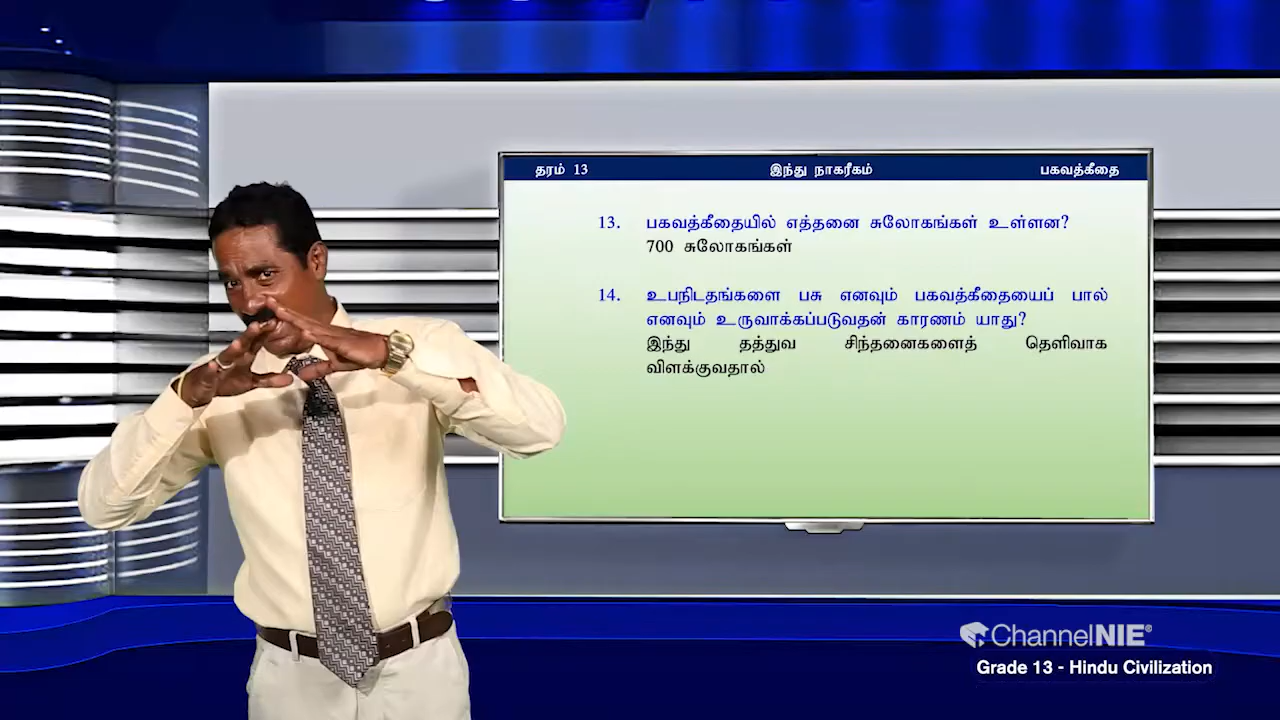 தரம் 13 இந்து நாகரீகம் பகவத்கீதை
13. பகவத்கீதையில் எத்தனை சுலோகங்கள் உள்ளன?
700 சுலோகங்கள்
14. உபநிடதங்களை பசு எனவும் பகவத்கீதையைப் பால்
எனவும் உருவாக்கப்படுவதன் காரணம் யாது?
இந்து தத்துவ சிந்தனைகளைத் தெளிவாக
விளக்குவதால்
ChannelNIE®
Grade 13 - Hindu Civilization